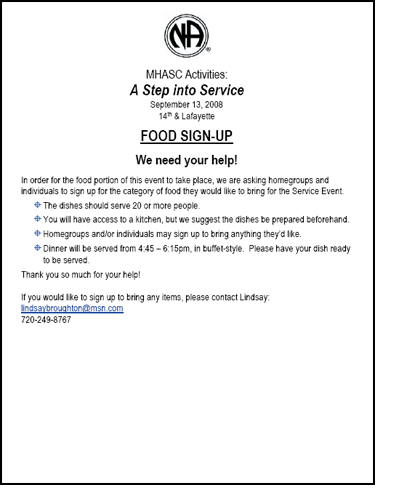 NA
MHASC Activities:
A Step into Service
September 13, 2008
14th & Lafayette
FOOD SIGN-UP
We need your help!
In order for the food portion of this event to take place, we are asking homegroups and
individuals to sign up for the category of food they would like to bring for the Service Event.
The dishes should serve 20 or more people.
You will have access to a kitchen, but we suggest the dishes be prepared beforehand.
Homegroups and/or individuals may sign up to bring anything they'd like.
Dinner will be served from 4:45 – 6:15pm, in buffet-style. Please have your dish ready
to be served.
Thank you so much for your help!
If you would like to sign up to bring any items, please contact Lindsay:
lindsaybroughton@msn.com
720-249-8767